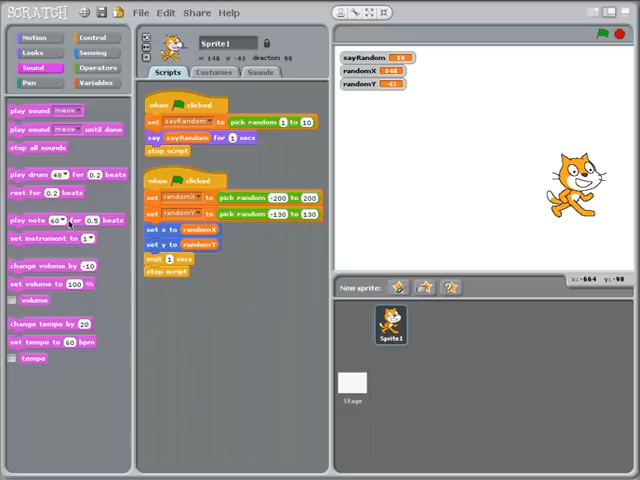 SCRATCH File Edit Share Help
Motion Control
Looks Sensing
Sound Operators
Pen Variables
play sound meow
play sound meow until done
stop all sounds
play drum 48 for 0.2 beats
rest for 0.2 beats
play note 60 for 0.5 beats
set instrument to 1
change volume by -10
set volume to 100 %
volume
change tempo by 20
set tempo to 60 bpm
tempo
Sprite1
x: 148 y: -43 direction: 90
Scripts Costumes Sounds
when clicked
set sayRandom to pick random 1 to 10
say sayRandom for 1 secs
stop script
when clicked
set randomX to pick random -200 to 200
set randomY to pick random -130 to 130
set x to randomX
set y to randomY
wait 1 secs
stop script
sayRandom 10
randomX 148
randomY -43
x: -664 y: -98
New sprite:
Sprite1
Stage